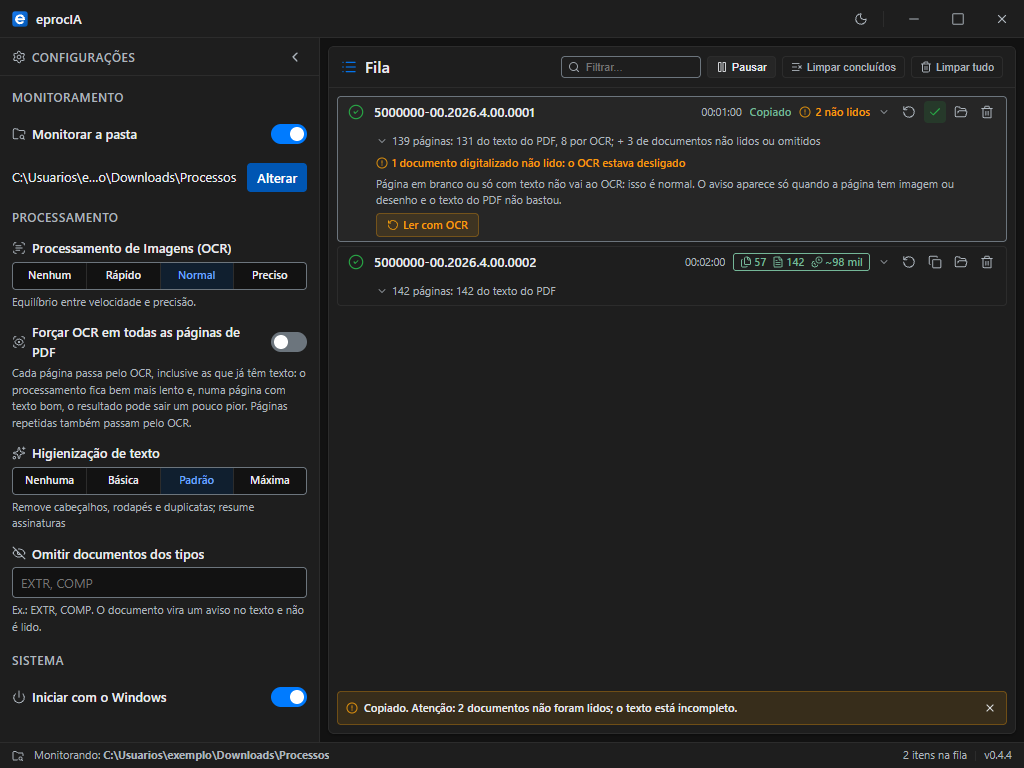 eprocIA
CONFIGURAÇÕES
MONITORAMENTO
Monitorar a pasta
C:\Usuarios\e...o\Downloads\Processos
Alterar
PROCESSAMENTO
Processamento de Imagens (OCR)
Nenhum Rápido Normal Preciso
Equilíbrio entre velocidade e precisão.
Forçar OCR em todas as páginas de
PDF
Cada página passa pelo OCR, inclusive as que já têm texto: o
processamento fica bem mais lento e, numa página com
texto bom, o resultado pode sair um pouco pior. Páginas
repetidas também passam pelo OCR.
Higienização de texto
Nenhuma Básica Padrão Máxima
Remove cabeçalhos, rodapés e duplicatas; resume
assinaturas
Omitir documentos dos tipos
EXTR, COMP
Ex.: EXTR, COMP. O documento vira um aviso no texto e não
é lido.
SISTEMA
Iniciar com o Windows
Fila
Filtrar...
Pausar
Limpar concluídos
Limpar tudo
5000000-00.2026.4.00.0001 00:01:00 Copiado 2 não lidos
139 páginas: 131 do texto do PDF, 8 por OCR; + 3 de documentos não lidos ou omitidos
1 documento digitalizado não lido: o OCR estava desligado
Página em branco ou só com texto não vai ao OCR: isso é normal. O aviso aparece só quando a página tem imagem ou
desenho e o texto do PDF não bastou.
Ler com OCR
5000000-00.2026.4.00.0002 00:02:00 57 142 ~98 mil
142 páginas: 142 do texto do PDF
Copiado. Atenção: 2 documentos não foram lidos; o texto está incompleto.
Monitorando: C:\Usuarios\exemplo\Downloads\Processos
2 itens na fila v0.4.4